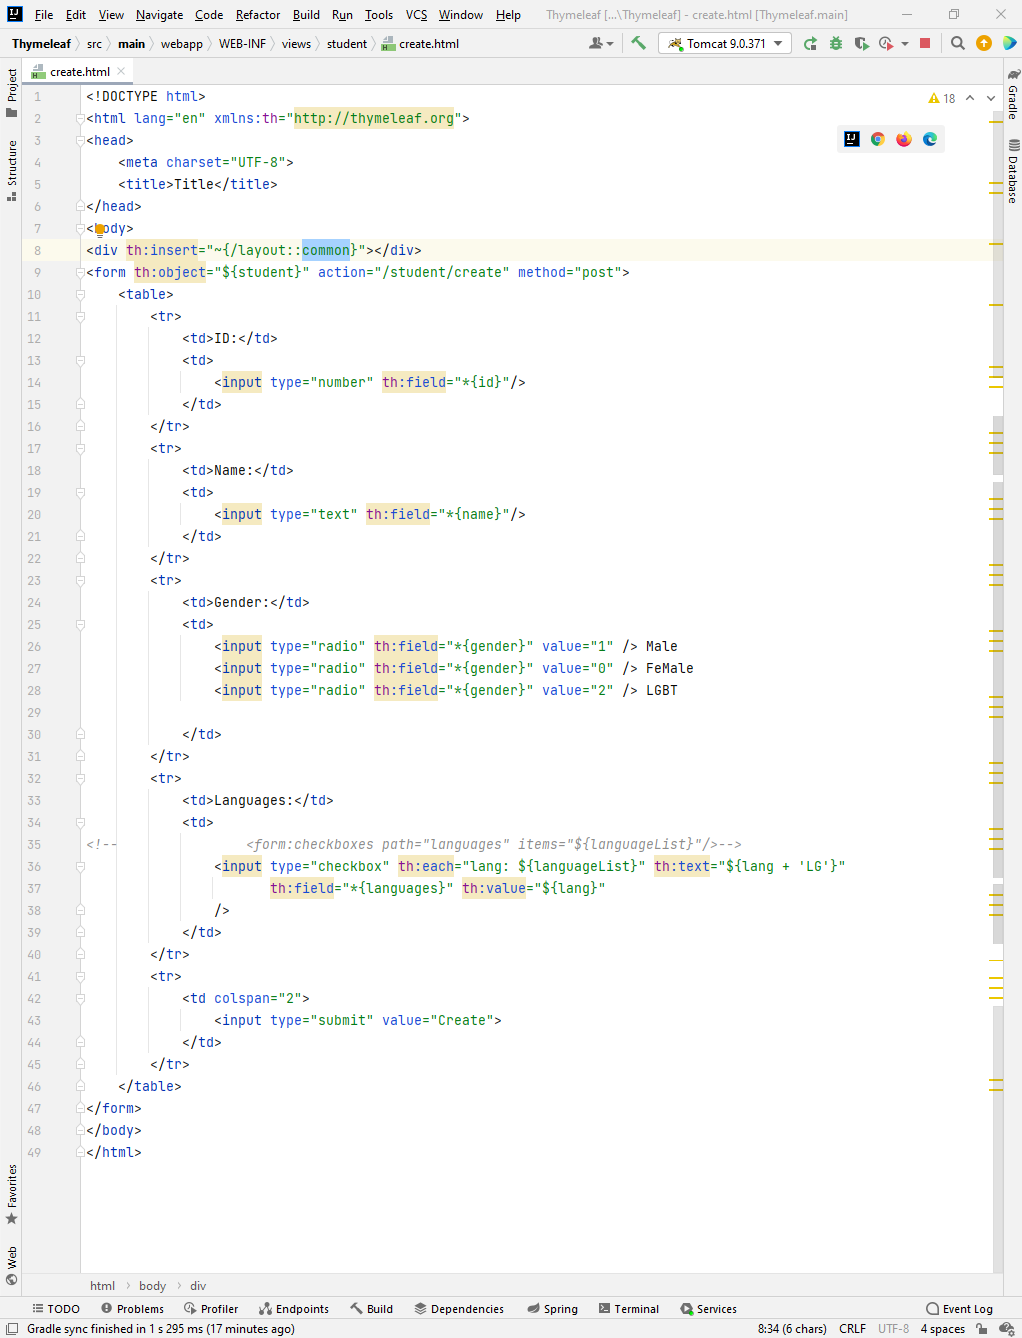 File Edit View Navigate Code Refactor Build Run Tools VCS Window Help Thymeleaf [...\Thymeleaf] - create.html [Thymeleaf.main]
Thymeleaf src main webapp WEB-INF views student create.html Tomcat 9.0.371
create.html
Project
Structure
Favorites
Web
Gradle
Database
18
1 <!DOCTYPE html>
2 <html lang="en" xmlns:th="http://thymeleaf.org">
3 <head>
4 <meta charset="UTF-8">
5 <title>Title</title>
6 </head>
7 <body>
8 <div th:insert="~{/layout::common}"></div>
9 <form th:object="${student}" action="/student/create" method="post">
10 <table>
11 <tr>
12 <td>ID:</td>
13 <td>
14 <input type="number" th:field="*{id}"/>
15 </td>
16 </tr>
17 <tr>
18 <td>Name:</td>
19 <td>
20 <input type="text" th:field="*{name}"/>
21 </td>
22 </tr>
23 <tr>
24 <td>Gender:</td>
25 <td>
26 <input type="radio" th:field="*{gender}" value="1" /> Male
27 <input type="radio" th:field="*{gender}" value="0" /> FeMale
28 <input type="radio" th:field="*{gender}" value="2" /> LGBT
29
30 </td>
31 </tr>
32 <tr>
33 <td>Languages:</td>
34 <td>
35 <!-- <form:checkboxes path="languages" items="${languageList}"/>-->
36 <input type="checkbox" th:each="lang: ${languageList}" th:text="${lang + 'LG'}"
37 th:field="*{languages}" th:value="${lang}"
38 />
39 </td>
40 </tr>
41 <tr>
42 <td colspan="2">
43 <input type="submit" value="Create">
44 </td>
45 </tr>
46 </table>
47 </form>
48 </body>
49 </html>
html body div
TODO Problems Profiler Endpoints Build Dependencies Spring Terminal Services Event Log
Gradle sync finished in 1 s 295 ms (17 minutes ago) 8:34 (6 chars) CRLF UTF-8 4 spaces